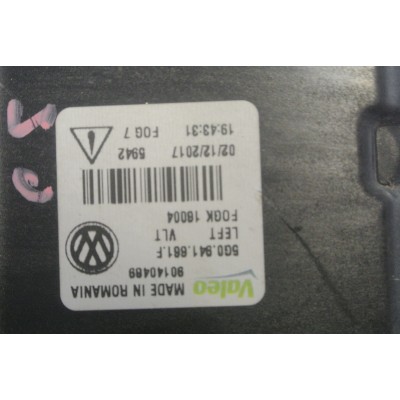 Valeo MADE IN ROMANIA
90140489
5G0.941.661.F
LEFT VLT
FOGK 16004
5942
02/12/2017 FOG 7
19:43:31